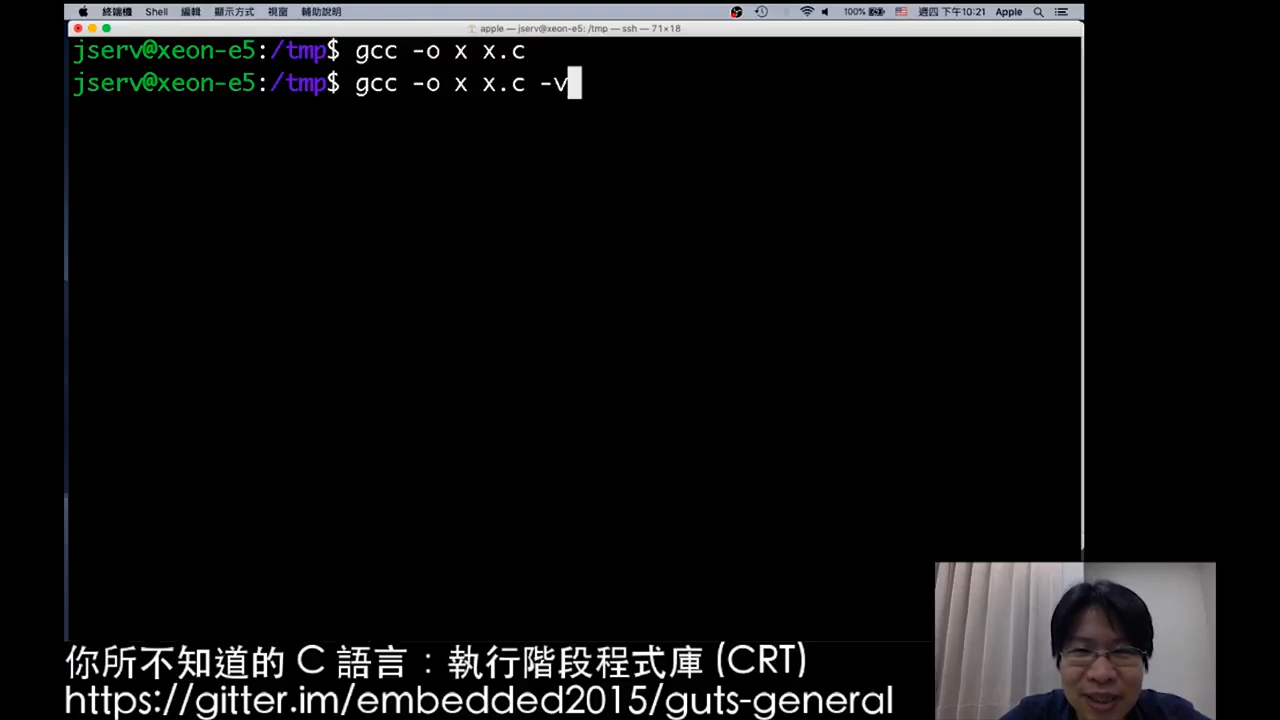 終端機 Shell 編輯 顯示方式 視窗 輔助說明 100% 週四 下午10:21 Apple
apple — jserv@xeon-e5: /tmp — ssh — 71×18
jserv@xeon-e5:/tmp$ gcc -o x x.c
jserv@xeon-e5:/tmp$ gcc -o x x.c -v
你所不知道的 C 語言：執行階段程式庫 (CRT)
https://gitter.im/embedded2015/guts-general